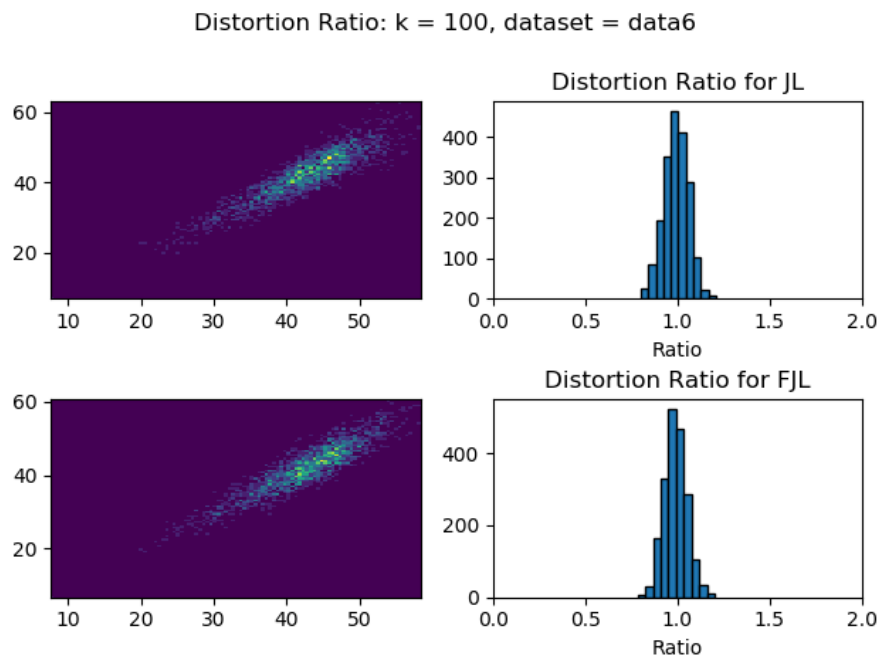 Distortion Ratio: k = 100, dataset = data6
60
40
20
10 20 30 40 50
Distortion Ratio for JL
400
300
200
100
0
0.0 0.5 1.0 1.5 2.0
Ratio
60
40
20
10 20 30 40 50
Distortion Ratio for FJL
400
200
0
0.0 0.5 1.0 1.5 2.0
Ratio